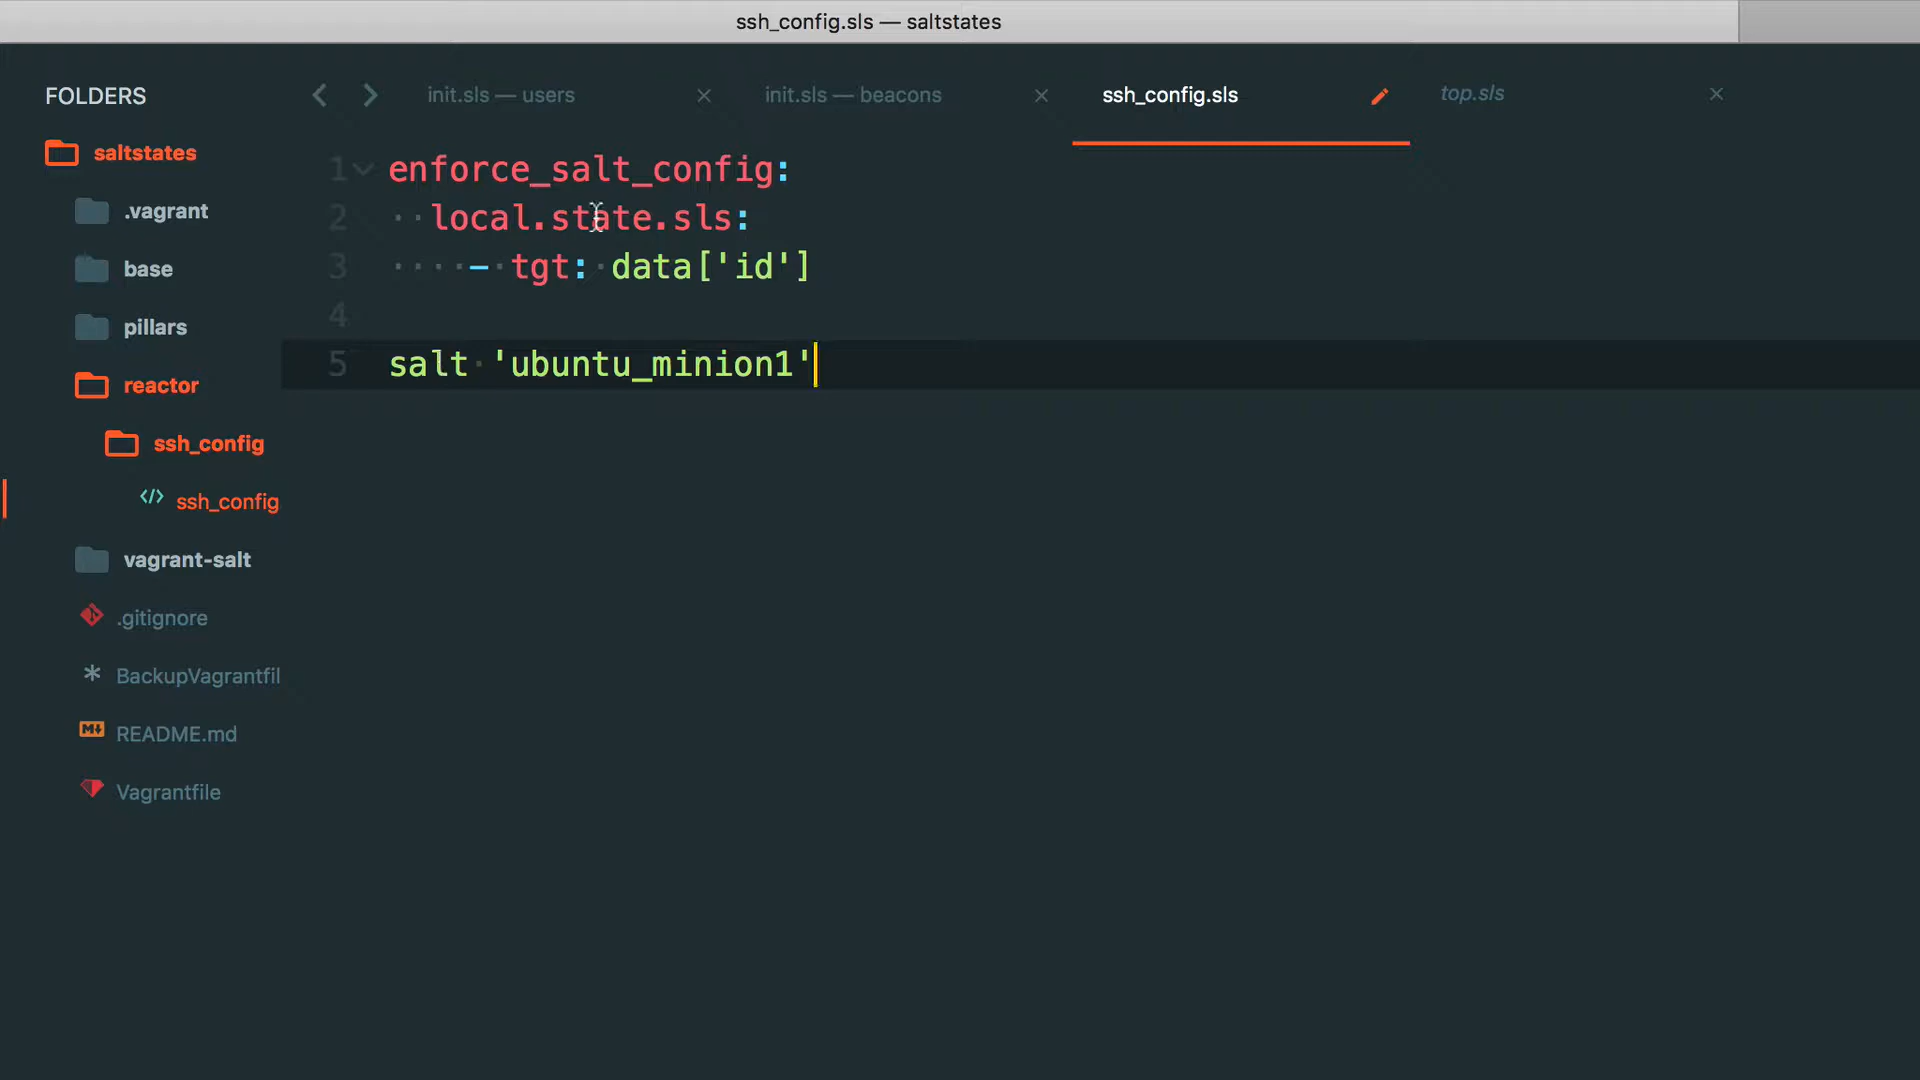 ssh_config.sls — saltstates
FOLDERS
saltstates
.vagrant
base
pillars
reactor
ssh_config
ssh_config
vagrant-salt
.gitignore
BackupVagrantfil
README.md
Vagrantfile
init.sls — users
init.sls — beacons
ssh_config.sls
top.sls
1 enforce_salt_config:
2 ··local.state.sls:
3 ····-·tgt:·data['id']
4
5 salt·'ubuntu_minion1'